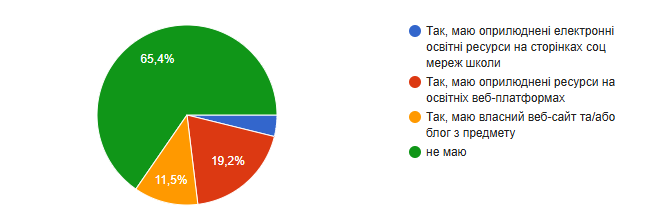 65,4%
19,2%
11,5%
Так, маю оприлюднені електронні
освітні ресурси на сторінках соц
мереж школи
Так, маю оприлюднені ресурси на
освітніх веб-платформах
Так, маю власний веб-сайт та/або
блог з предмету
не маю